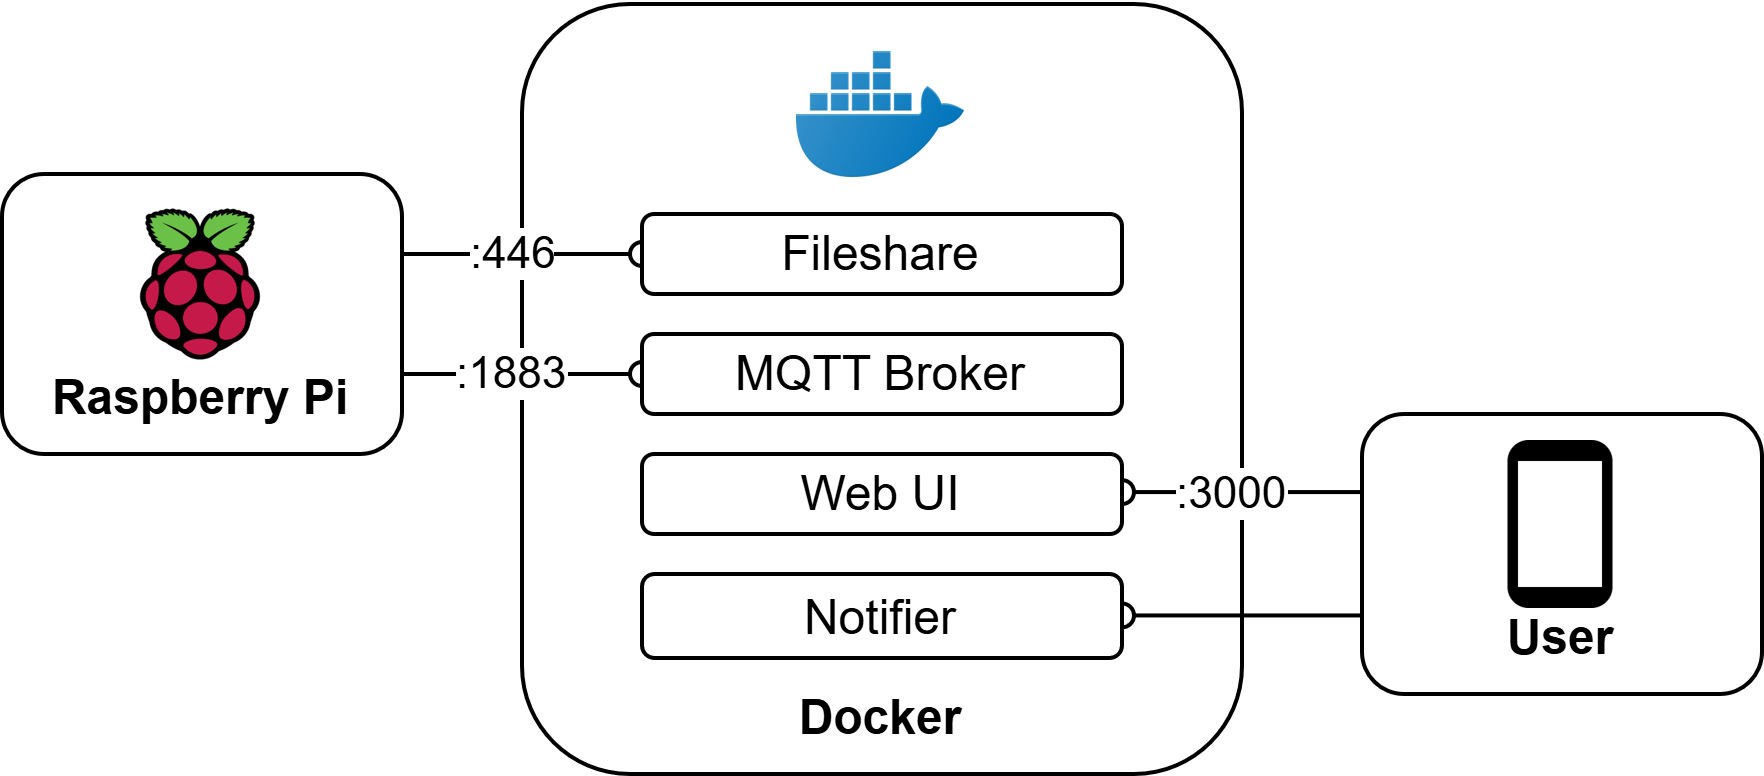 :446
Fileshare
:1883
MQTT Broker
Raspberry Pi
Web UI
:3000
Notifier
User
Docker